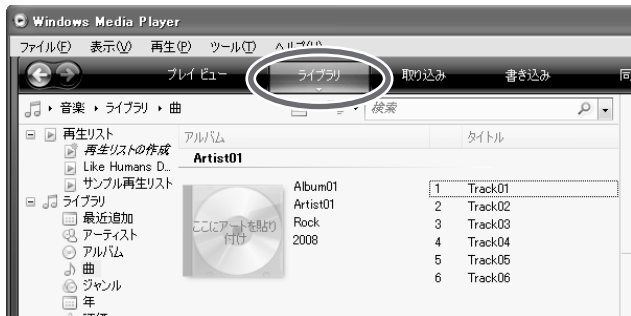 Windows Media Player
ファイル(F) 表示(V) 再生(P) ツール(T)
プレイ ビュー ライブラリ 取り込み 書き込み 同
音楽 ライブラリ 曲 検索
再生リスト アルバム タイトル
再生リストの作成 Artist01
Like Humans D...
サンプル再生リスト Album01 1 Track01
ライブラリ Artist01 2 Track02
最近追加 ここにアートを貼り付け Rock 3 Track03
アーティスト 2008 4 Track04
アルバム 5 Track05
曲 6 Track06
ジャンル
年